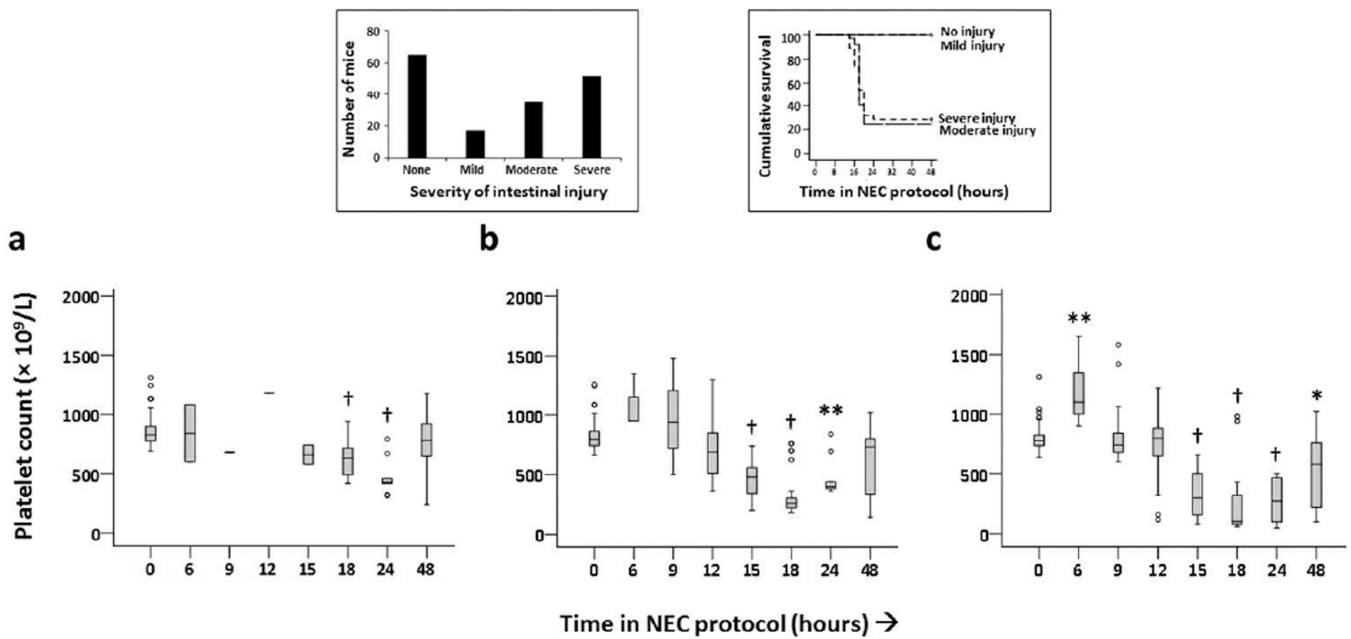 80
60
40
20
0
Number of mice
None Mild Moderate Severe
Severity of intestinal injury
100
80
60
40
20
0
Cumulative survival
No injury
Mild injury
Severe injury
Moderate injury
0 8 16 24 32 40 48
Time in NEC protocol (hours)
a
2000
1500
1000
500
0
Platelet count (× 10⁹/L)
† †
0 6 9 12 15 18 24 48
b
2000
1500
1000
500
0
† † **
0 6 9 12 15 18 24 48
c
2000
1500
1000
500
0
** † † † *
0 6 9 12 15 18 24 48
Time in NEC protocol (hours) →